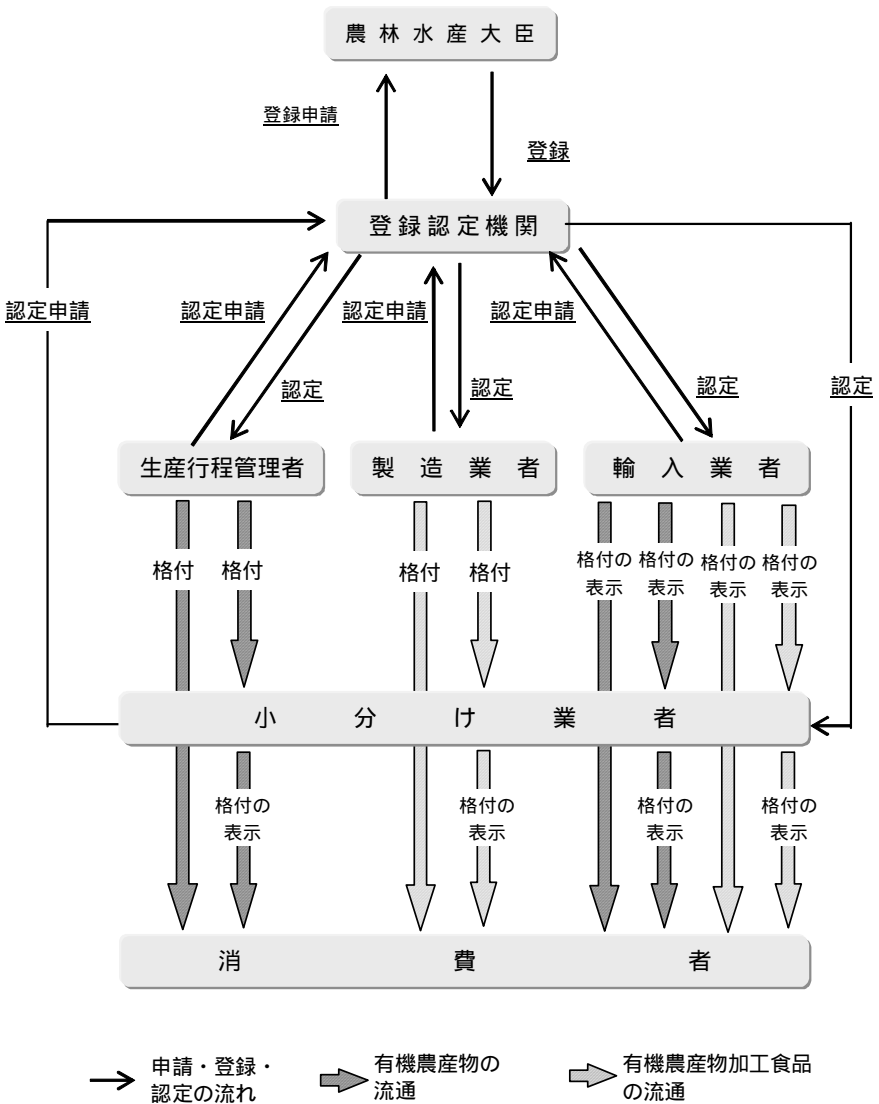 農林水産大臣
登録申請
登録
登録認定機関
認定申請
認定申請
認定申請
認定申請
認定
認定
認定
認定
生産行程管理者
製造業者
輸入業者
格付
格付
格付
格付
格付の
表示
格付の
表示
格付の
表示
格付の
表示
小分け業者
格付の
表示
格付の
表示
格付の
表示
格付の
表示
消費者
申請・登録・
認定の流れ
有機農産物の
流通
有機農産物加工食品
の流通